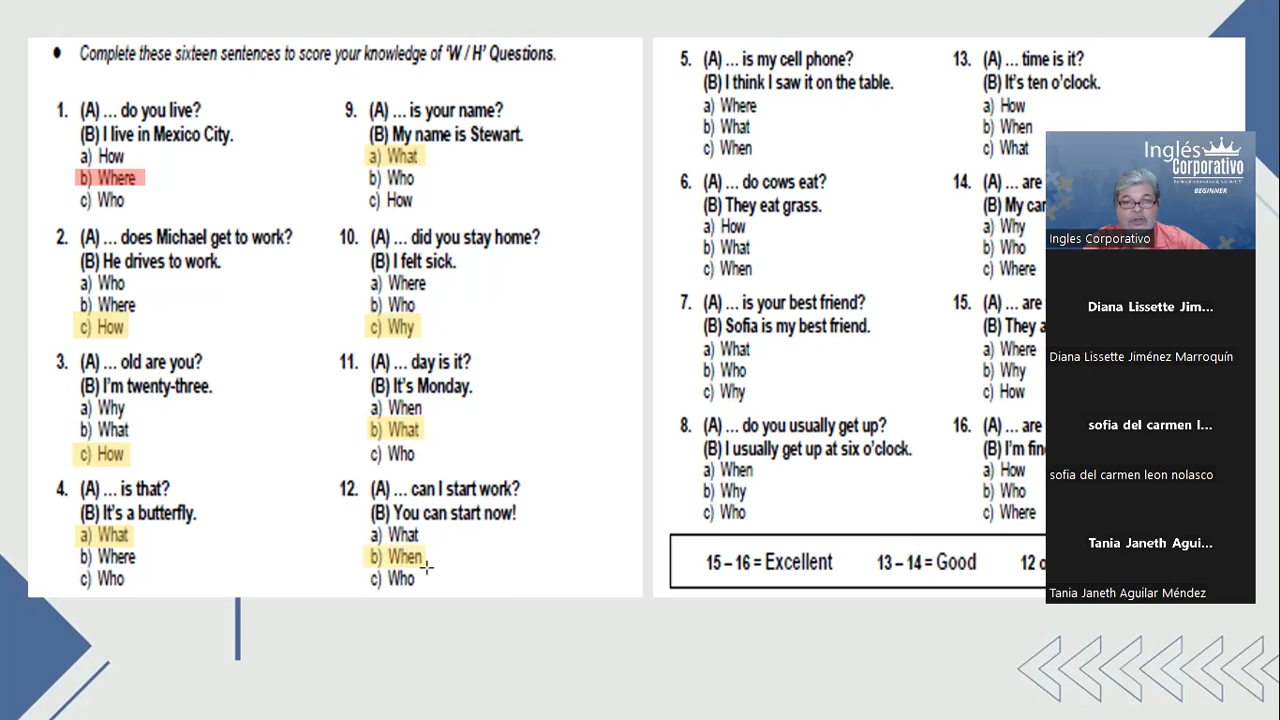 • Complete these sixteen sentences to score your knowledge of ‘W / H’ Questions.
1. (A) … do you live?
(B) I live in Mexico City.
a) How
b) Where
c) Who
2. (A) … does Michael get to work?
(B) He drives to work.
a) Who
b) Where
c) How
3. (A) … old are you?
(B) I’m twenty-three.
a) Why
b) What
c) How
4. (A) … is that?
(B) It’s a butterfly.
a) What
b) Where
c) Who
9. (A) … is your name?
(B) My name is Stewart.
a) What
b) Who
c) How
10. (A) … did you stay home?
(B) I felt sick.
a) Where
b) Who
c) Why
11. (A) … day is it?
(B) It’s Monday.
a) When
b) What
c) Who
12. (A) … can I start work?
(B) You can start now!
a) What
b) When
c) Who
5. (A) … is my cell phone?
(B) I think I saw it on the table.
a) Where
b) What
c) When
6. (A) … do cows eat?
(B) They eat grass.
a) How
b) What
c) When
7. (A) … is your best friend?
(B) Sofia is my best friend.
a) What
b) Who
c) Why
8. (A) … do you usually get up?
(B) I usually get up at six o’clock.
a) When
b) Why
c) Who
13. (A) … time is it?
(B) It’s ten o’clock.
a) How
b) When
c) What
14. (A) … are
(B) My
a) Why
b) Who
c) Where
15. (A) … are
(B) They
a) Where
b) Why
c) How
16. (A) … are
(B) I’m
a) How
b) Who
c) Where
15 – 16 = Excellent 13 – 14 = Good 12
Inglés
Corporativo
BEGINNER
Ingles Corporativo
Diana Lissette Jim...
Diana Lissette Jiménez Marroquín
sofia del carmen l...
sofia del carmen leon nolasco
Tania Janeth Agui...
Tania Janeth Aguilar Méndez